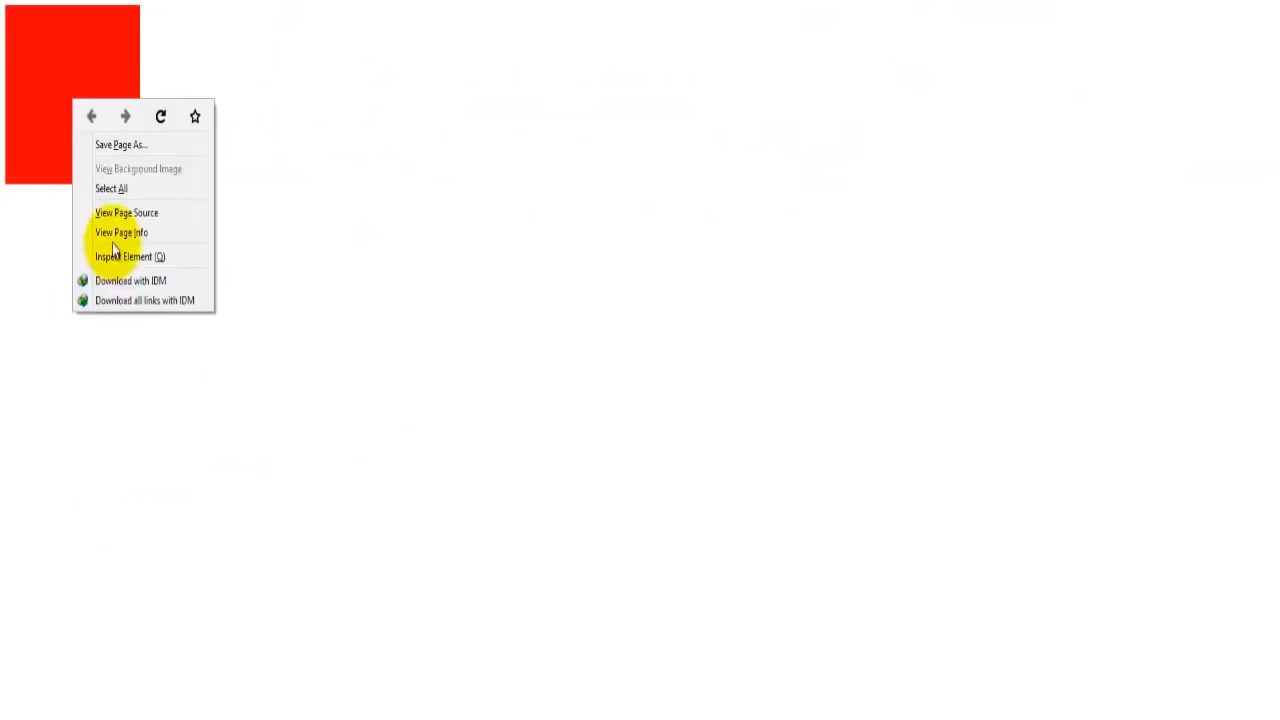 Save Page As...
View Background Image
Select All
View Page Source
View Page Info
Inspect Element (Q)
Download with IDM
Download all links with IDM